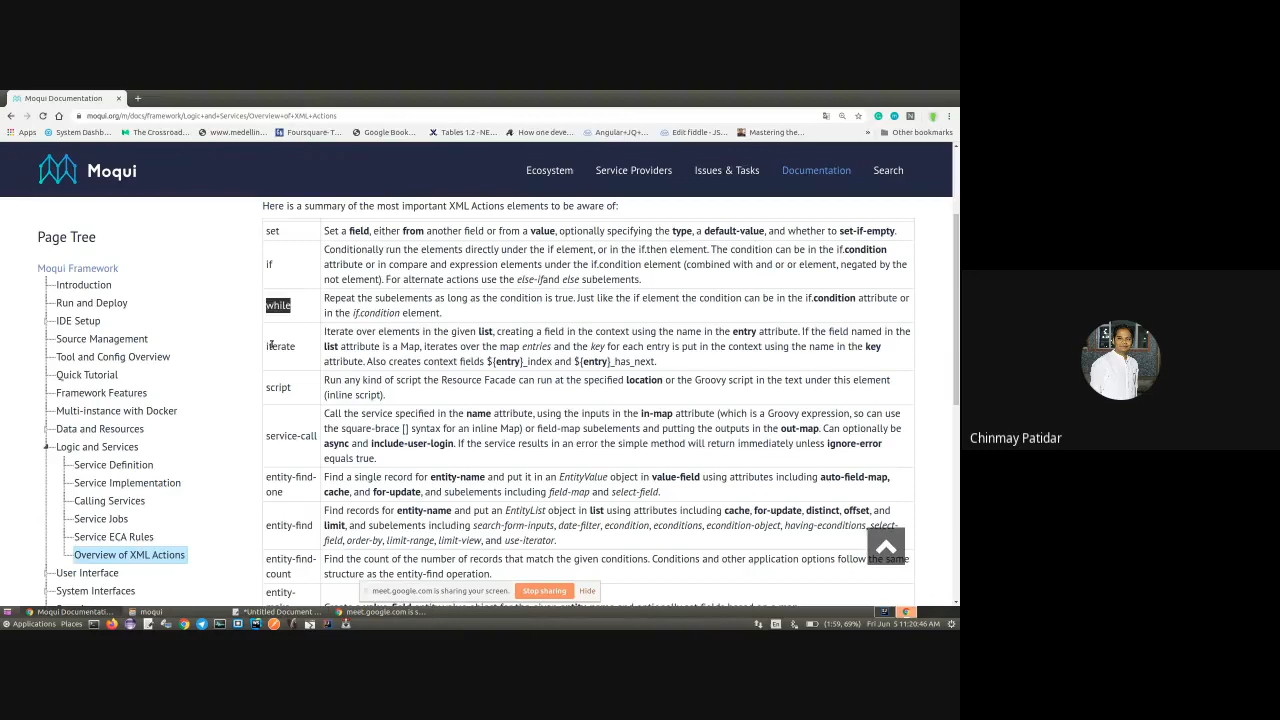 Moqui Documentation
moqui.org/m/docs/framework/Logic+and+Services/Overview+of+XML+Actions
Apps
System Dashb...
The Crossroad...
www.medellin...
Foursquare-T...
Google Book...
Tables 1.2 - NE...
How one deve...
Angular+JQ+...
Edit fiddle - JS...
Mastering the...
»
Other bookmarks
Moqui
Ecosystem
Service Providers
Issues & Tasks
Documentation
Search
Page Tree
Moqui Framework
Introduction
Run and Deploy
IDE Setup
Source Management
Tool and Config Overview
Quick Tutorial
Framework Features
Multi-instance with Docker
Data and Resources
Logic and Services
Service Definition
Service Implementation
Calling Services
Service Jobs
Service ECA Rules
Overview of XML Actions
User Interface
System Interfaces
Here is a summary of the most important XML Actions elements to be aware of:
set
Set a field, either from another field or from a value, optionally specifying the type, a default-value, and whether to set-if-empty.
if
Conditionally run the elements directly under the if element, or in the if.then element. The condition can be in the if.condition
attribute or in compare and expression elements under the if.condition element (combined with and or or element, negated by the
not element). For alternate actions use the else-ifand else subelements.
while
Repeat the subelements as long as the condition is true. Just like the if element the condition can be in the if.condition attribute or
in the if.condition element.
iterate
Iterate over elements in the given list, creating a field in the context using the name in the entry attribute. If the field named in the
list attribute is a Map, iterates over the map entries and the key for each entry is put in the context using the name in the key
attribute. Also creates context fields ${entry}_index and ${entry}_has_next.
script
Run any kind of script the Resource Facade can run at the specified location or the Groovy script in the text under this element
(inline script).
service-call
Call the service specified in the name attribute, using the inputs in the in-map attribute (which is a Groovy expression, so can use
the square-brace [] syntax for an inline Map) or field-map subelements and putting the outputs in the out-map. Can optionally be
async and include-user-login. If the service results in an error the simple method will return immediately unless ignore-error
equals true.
entity-find-
one
Find a single record for entity-name and put it in an EntityValue object in value-field using attributes including auto-field-map,
cache, and for-update, and subelements including field-map and select-field.
entity-find
Find records for entity-name and put an EntityList object in list using attributes including cache, for-update, distinct, offset, and
limit, and subelements including search-form-inputs, date-filter, econdition, econditions, econdition-object, having-econditions, select-
field, order-by, limit-range, limit-view, and use-iterator.
entity-find-
count
Find the count of the number of records that match the given conditions. Conditions and other application options follow the same
structure as the entity-find operation.
entity-
meet.google.com is sharing your screen.
Stop sharing
Hide
Moqui Documentati...
moqui
*Untitled Document ...
meet.google.com is s...
Applications
Places
En
(1:59, 69%)
Fri Jun 5 11:20:46 AM
Chinmay Patidar